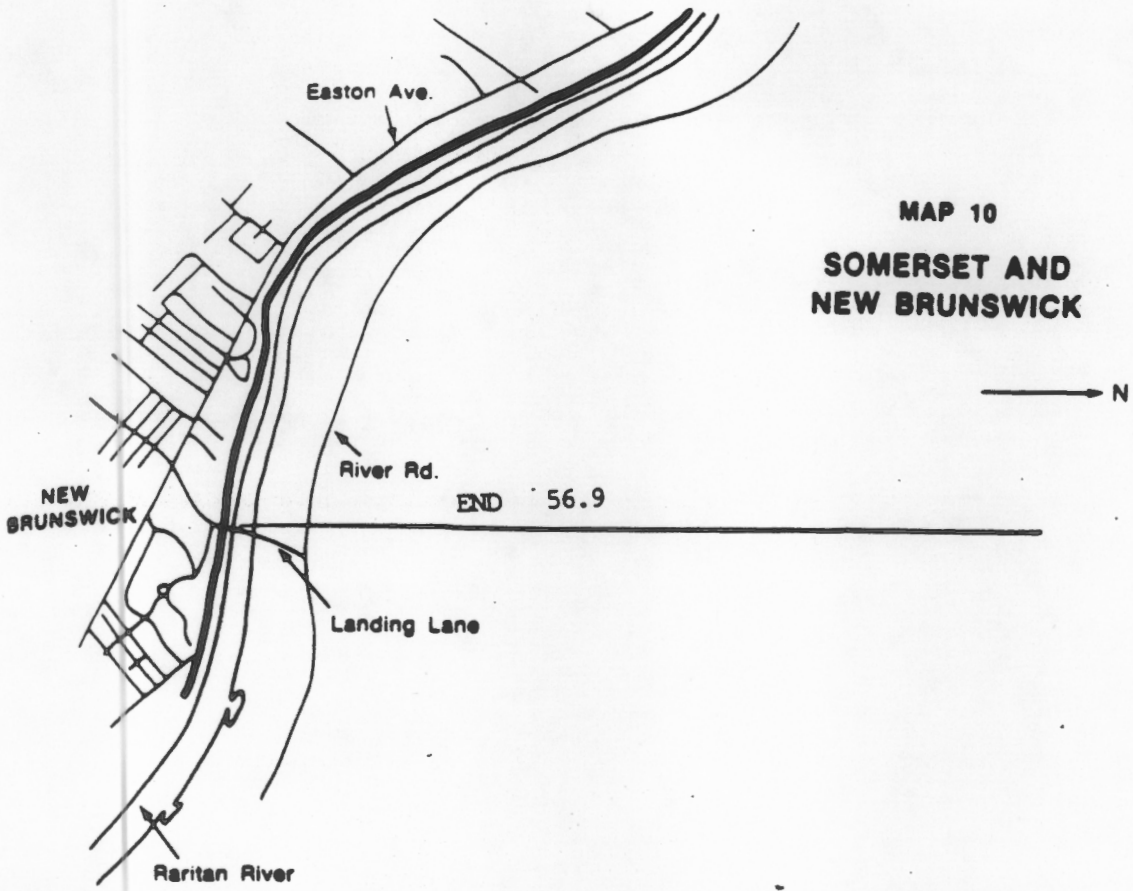 Easton Ave.
MAP 10
SOMERSET AND
NEW BRUNSWICK
N
River Rd.
END 56.9
NEW
BRUNSWICK
Landing Lane
Raritan River